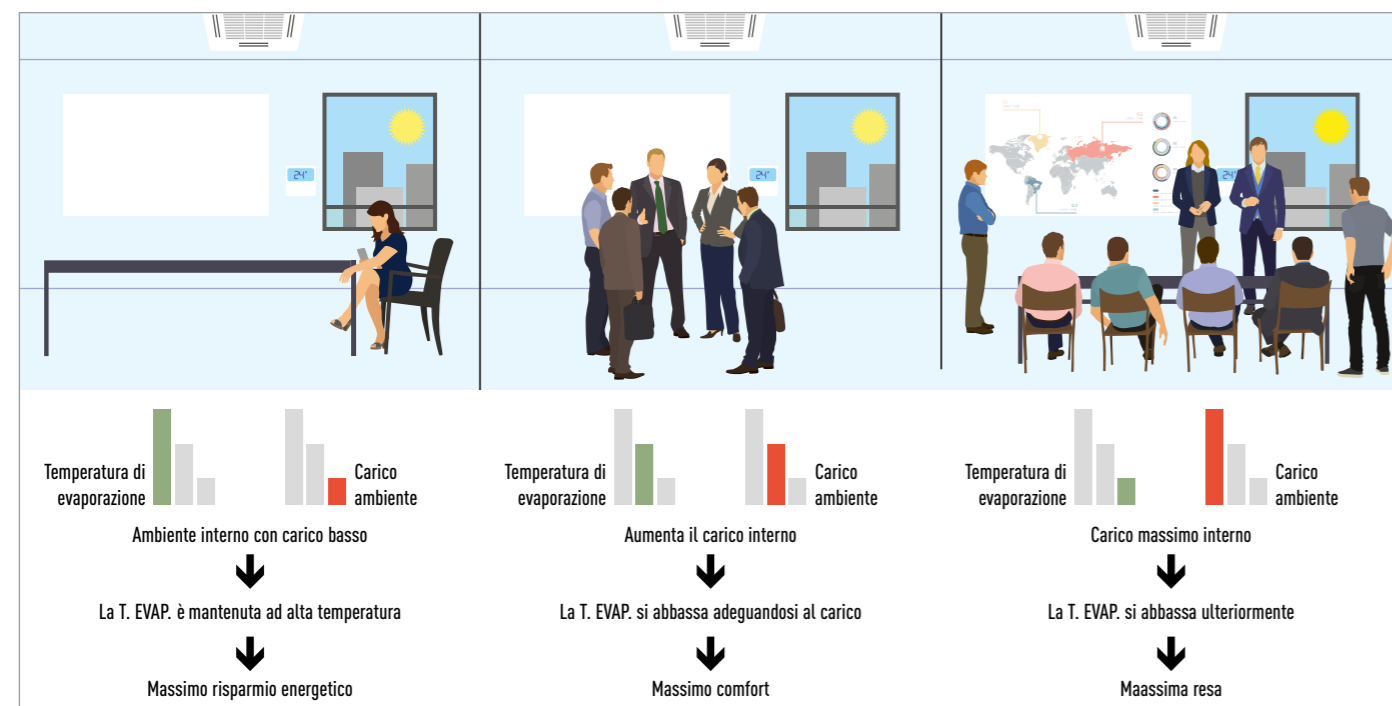 24°
24°
24°
Temperatura di
evaporazione
Carico
ambiente
Ambiente interno con carico basso
La T. EVAP. è mantenuta ad alta temperatura
Massimo risparmio energetico
Temperatura di
evaporazione
Carico
ambiente
Aumenta il carico interno
La T. EVAP. si abbassa adeguandosi al carico
Massimo comfort
Temperatura di
evaporazione
Carico
ambiente
Carico massimo interno
La T. EVAP. si abbassa ulteriormente
Maassima resa